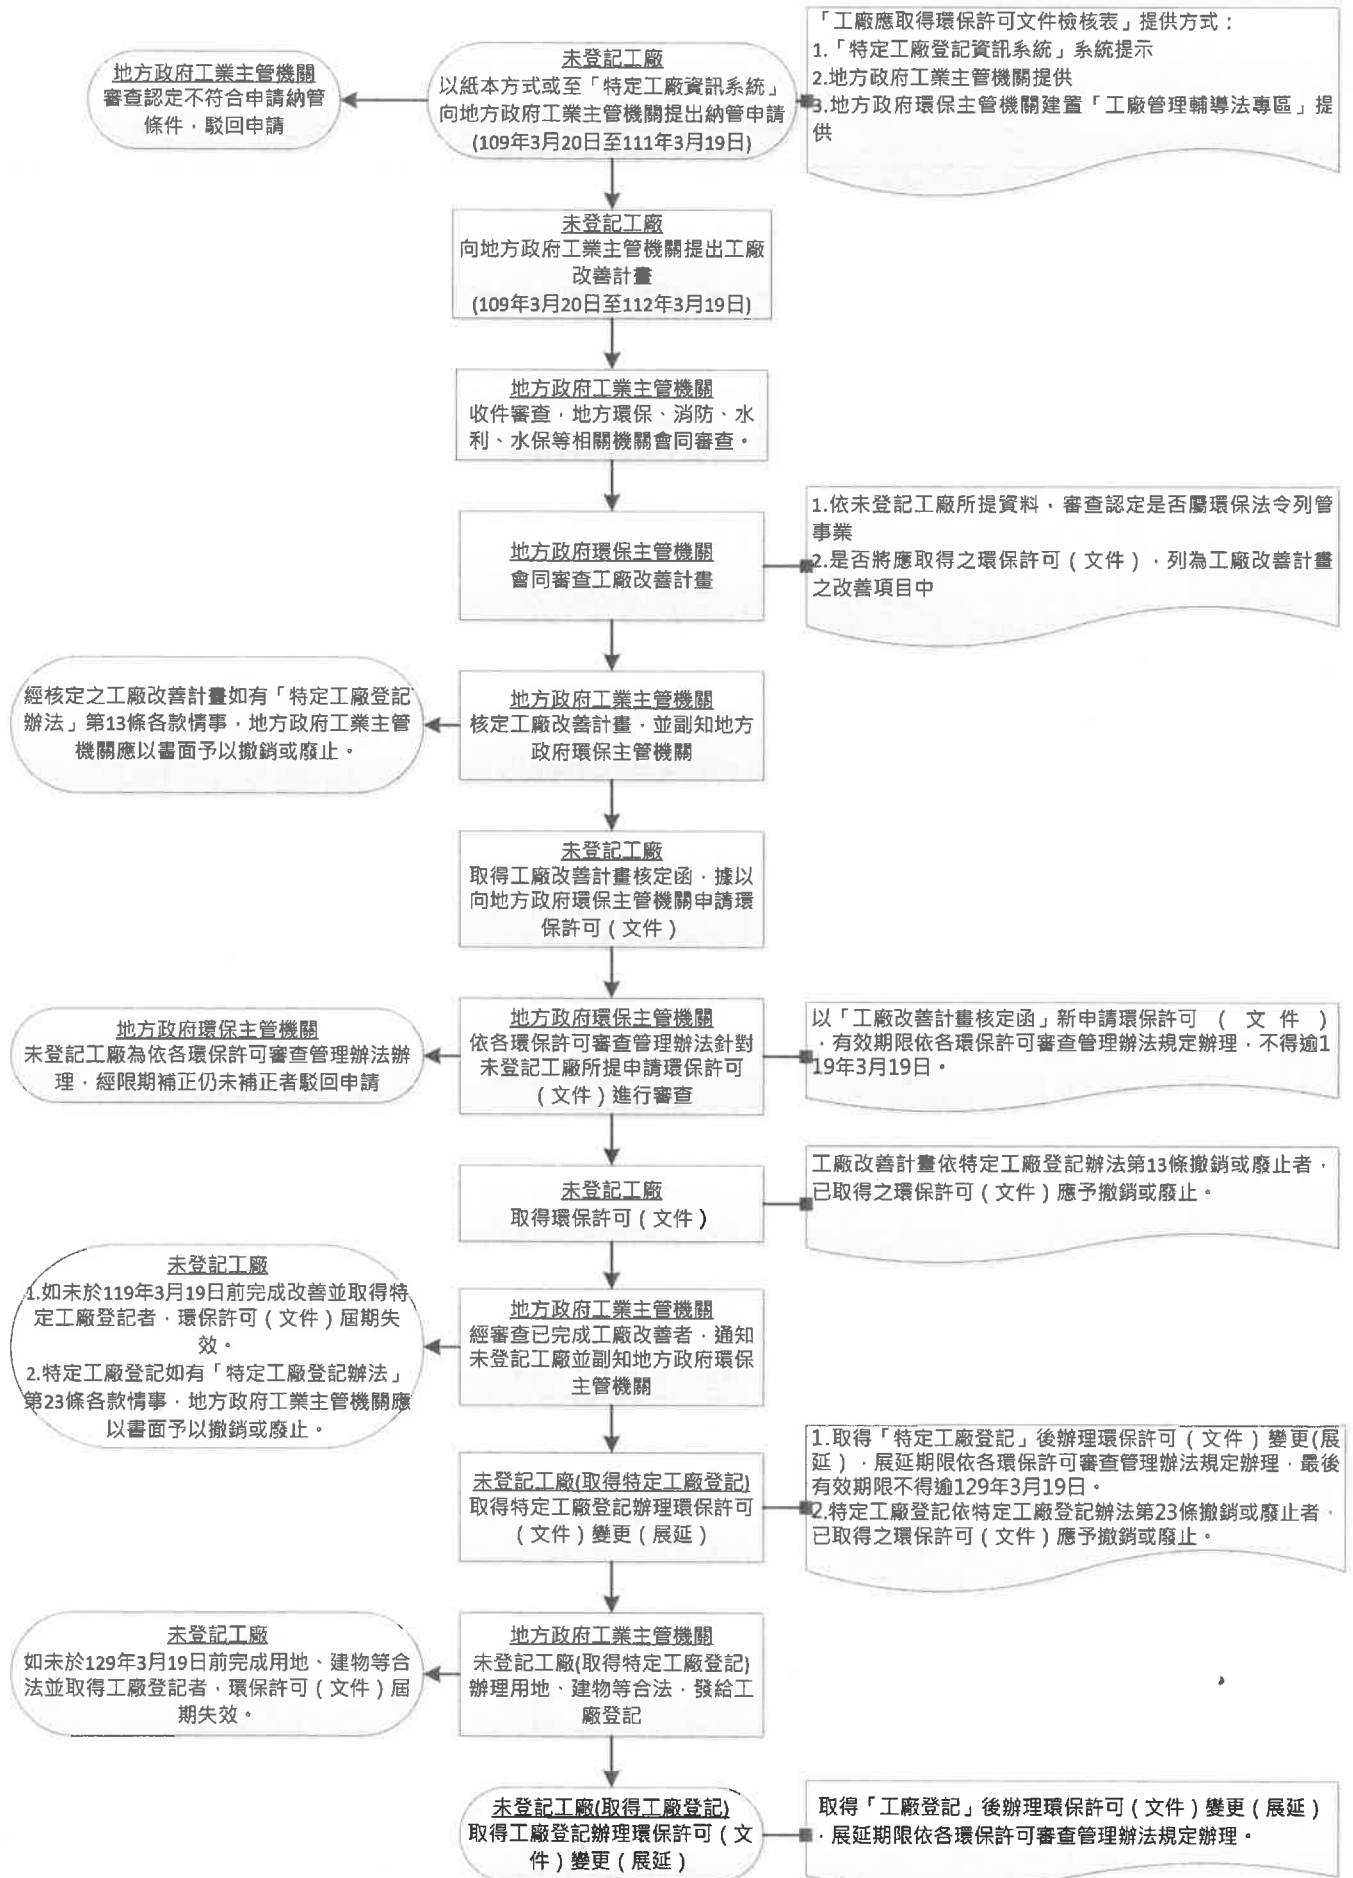 未登記工廠
以紙本方式或至「特定工廠資訊系統」
向地方政府工業主管機關提出納管申請
(109年3月20日至111年3月19日)
地方政府工業主管機關
審查認定不符合申請納管
條件，駁回申請
「工廠應取得環保許可文件檢核表」提供方式：
1.「特定工廠登記資訊系統」系統提示
2.地方政府工業主管機關提供
3.地方政府環保主管機關建置「工廠管理輔導法專區」提
供
未登記工廠
向地方政府工業主管機關提出工廠
改善計畫
(109年3月20日至112年3月19日)
地方政府工業主管機關
收件審查，地方環保、消防、水
利、水保等相關機關會同審查。
地方政府環保主管機關
會同審查工廠改善計畫
1.依未登記工廠所提資料，審查認定是否屬環保法令列管
事業
2.是否將應取得之環保許可（文件），列為工廠改善計畫
之改善項目中
地方政府工業主管機關
核定工廠改善計畫，並副知地方
政府環保主管機關
經核定之工廠改善計畫如有「特定工廠登記
辦法」第13條各款情事，地方政府工業主管
機關應以書面予以撤銷或廢止。
未登記工廠
取得工廠改善計畫核定函，據以
向地方政府環保主管機關申請環
保許可（文件）
地方政府環保主管機關
依各環保許可審查管理辦法針對
未登記工廠所提申請環保許可
（文件）進行審查
地方政府環保主管機關
未登記工廠為依各環保許可審查管理辦法辦
理，經限期補正仍未補正者駁回申請
以「工廠改善計畫核定函」新申請環保許可（文件）
，有效期限依各環保許可審查管理辦法規定辦理，不得逾1
19年3月19日。
未登記工廠
取得環保許可（文件）
工廠改善計畫依特定工廠登記辦法第13條撤銷或廢止者，
已取得之環保許可（文件）應予撤銷或廢止。
地方政府工業主管機關
經審查已完成工廠改善者，通知
未登記工廠並副知地方政府環保
主管機關
未登記工廠
1.如未於119年3月19日前完成改善並取得特
定工廠登記者，環保許可（文件）屆期失
效。
2.特定工廠登記如有「特定工廠登記辦法」
第23條各款情事，地方政府工業主管機關應
以書面予以撤銷或廢止。
未登記工廠(取得特定工廠登記)
取得特定工廠登記辦理環保許可
（文件）變更（展延）
1.取得「特定工廠登記」後辦理環保許可（文件）變更(展
延），展延期限依各環保許可審查管理辦法規定辦理，最後
有效期限不得逾129年3月19日。
2.特定工廠登記依特定工廠登記辦法第23條撤銷或廢止者，
已取得之環保許可（文件）應予撤銷或廢止。
地方政府工業主管機關
未登記工廠(取得特定工廠登記)
辦理用地、建物等合法，發給工
廠登記
未登記工廠
如未於129年3月19日前完成用地、建物等合
法並取得工廠登記者，環保許可（文件）屆
期失效。
未登記工廠(取得工廠登記)
取得工廠登記辦理環保許可（文
件）變更（展延）
取得「工廠登記」後辦理環保許可（文件）變更（展延）
，展延期限依各環保許可審查管理辦法規定辦理。